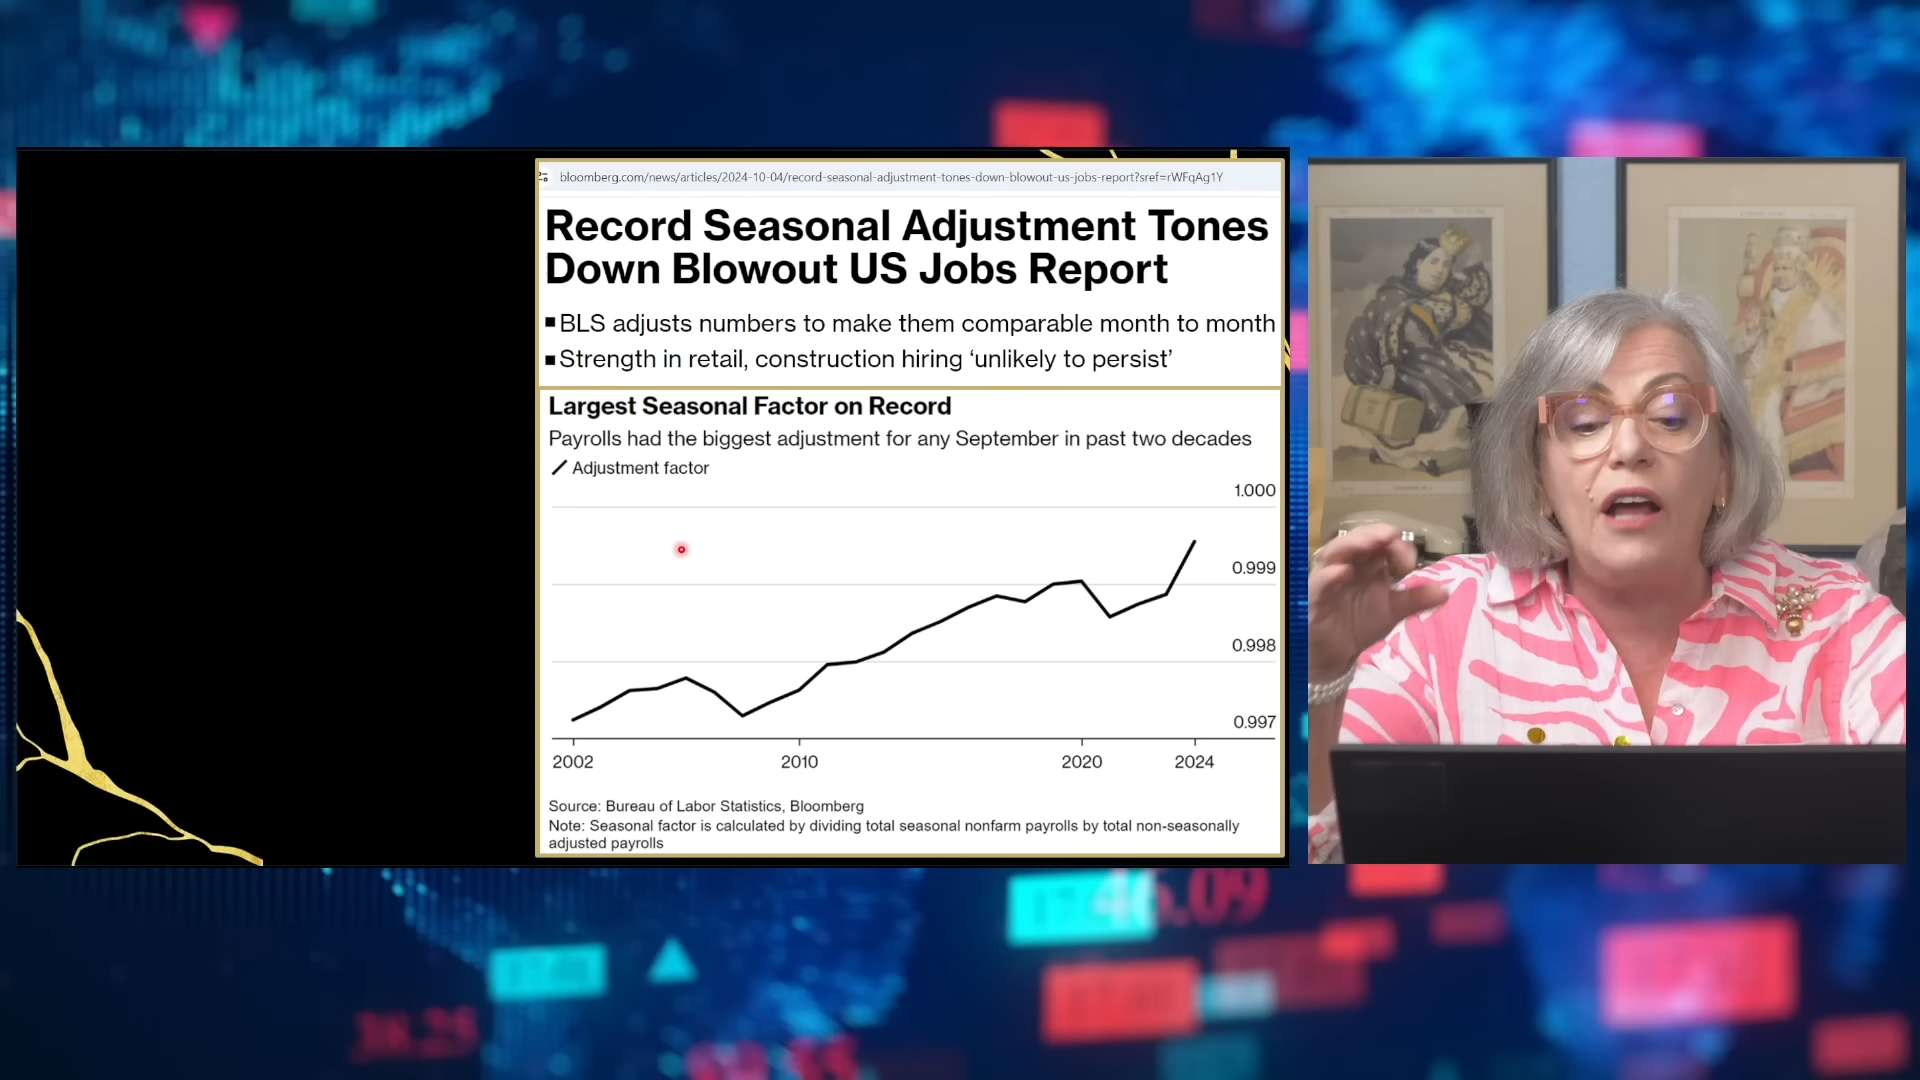 bloomberg.com/news/articles/2024-10-04/record-seasonal-adjustment-tones-down-blowout-us-jobs-report?sref=rWFqAg1Y
Record Seasonal Adjustment Tones
Down Blowout US Jobs Report
BLS adjusts numbers to make them comparable month to month
Strength in retail, construction hiring ‘unlikely to persist’
Largest Seasonal Factor on Record
Payrolls had the biggest adjustment for any September in past two decades
Adjustment factor
1.000
0.999
0.998
0.997
2002 2010 2020 2024
Source: Bureau of Labor Statistics, Bloomberg
Note: Seasonal factor is calculated by dividing total seasonal nonfarm payrolls by total non-seasonally
adjusted payrolls
46.09
38.25